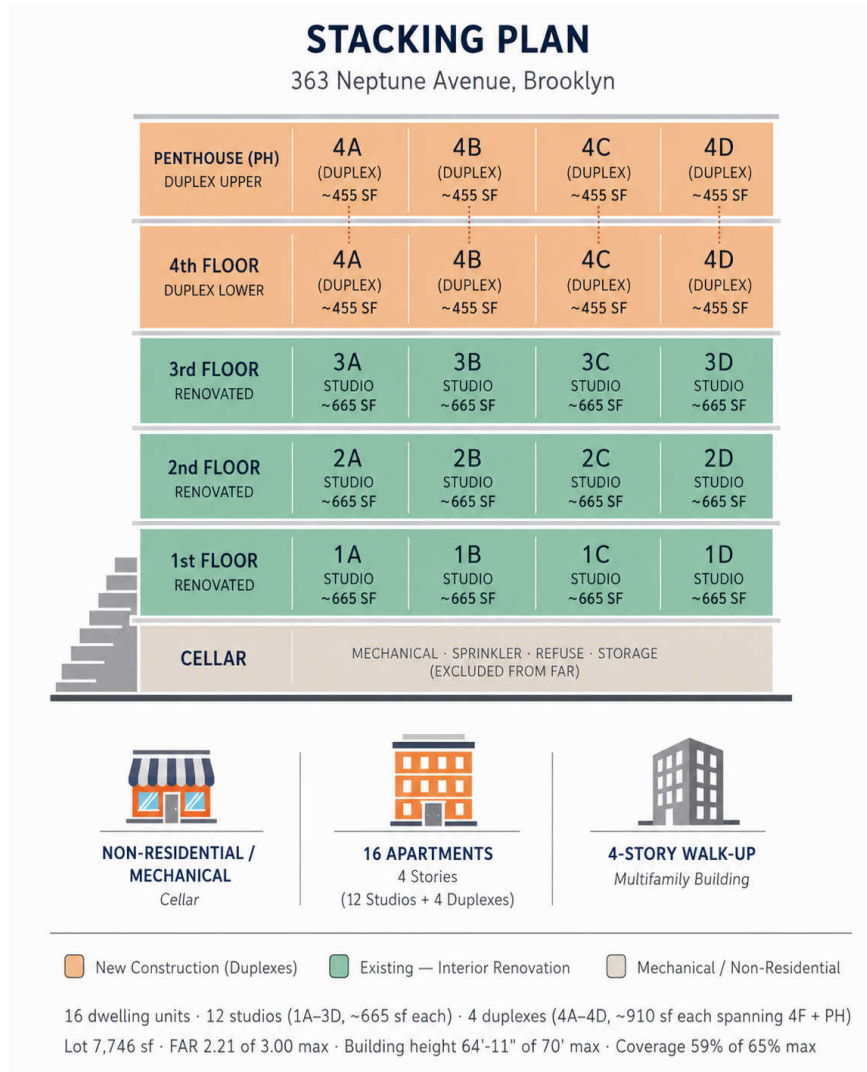 STACKING PLAN
363 Neptune Avenue, Brooklyn
PENTHOUSE (PH)
DUPLEX UPPER
4A
(DUPLEX)
~455 SF
4B
(DUPLEX)
~455 SF
4C
(DUPLEX)
~455 SF
4D
(DUPLEX)
~455 SF
4th FLOOR
DUPLEX LOWER
4A
(DUPLEX)
~455 SF
4B
(DUPLEX)
~455 SF
4C
(DUPLEX)
~455 SF
4D
(DUPLEX)
~455 SF
3rd FLOOR
RENOVATED
3A
STUDIO
~665 SF
3B
STUDIO
~665 SF
3C
STUDIO
~665 SF
3D
STUDIO
~665 SF
2nd FLOOR
RENOVATED
2A
STUDIO
~665 SF
2B
STUDIO
~665 SF
2C
STUDIO
~665 SF
2D
STUDIO
~665 SF
1st FLOOR
RENOVATED
1A
STUDIO
~665 SF
1B
STUDIO
~665 SF
1C
STUDIO
~665 SF
1D
STUDIO
~665 SF
CELLAR
MECHANICAL · SPRINKLER · REFUSE · STORAGE
(EXCLUDED FROM FAR)
NON-RESIDENTIAL /
MECHANICAL
Cellar
16 APARTMENTS
4 Stories
(12 Studios + 4 Duplexes)
4-STORY WALK-UP
Multifamily Building
New Construction (Duplexes)
Existing — Interior Renovation
Mechanical / Non-Residential
16 dwelling units · 12 studios (1A–3D, ~665 sf each) · 4 duplexes (4A–4D, ~910 sf each spanning 4F + PH)
Lot 7,746 sf · FAR 2.21 of 3.00 max · Building height 64'-11" of 70' max · Coverage 59% of 65% max